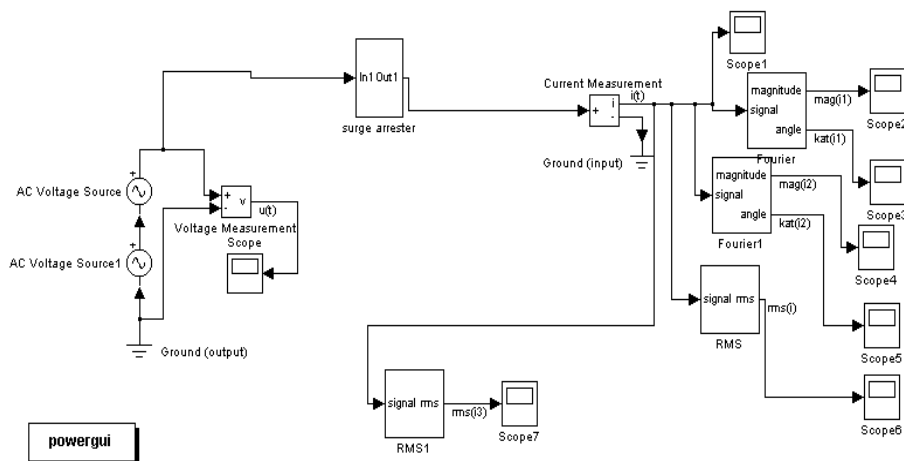 Scope1
In1 Out1
surge arrester
Current Measurement
i(t)
+
i
-
Ground (input)
magnitude
signal
angle
Fourier
mag(i1)
kat(i1)
Scope2
Scope3
magnitude
signal
angle
Fourier1
mag(i2)
kat(i2)
Scope4
Scope5
+
AC Voltage Source
+
AC Voltage Source1
+
-
v
u(t)
Voltage Measurement
Scope
Ground (output)
signal rms
RMS
rms(i)
Scope6
signal rms
RMS1
rms(i3)
Scope7
powergui